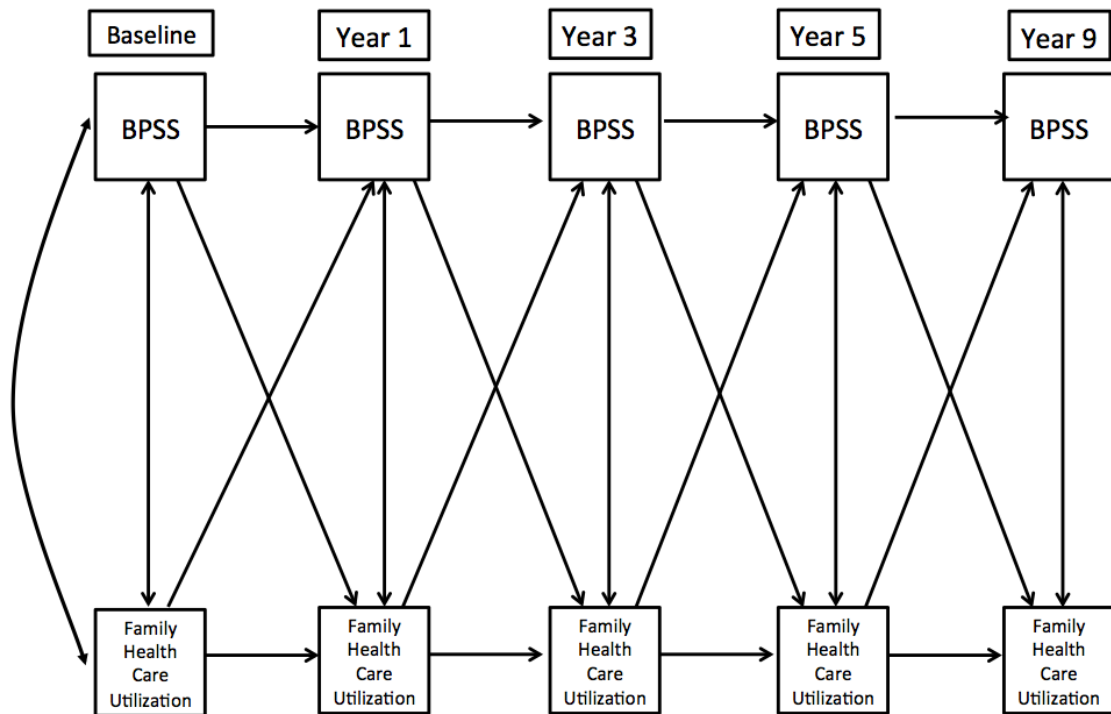 Baseline
Year 1
Year 3
Year 5
Year 9
BPSS
BPSS
BPSS
BPSS
BPSS
Family
Health
Care
Utilization
Family
Health
Care
Utilization
Family
Health
Care
Utilization
Family
Health
Care
Utilization
Family
Health
Care
Utilization